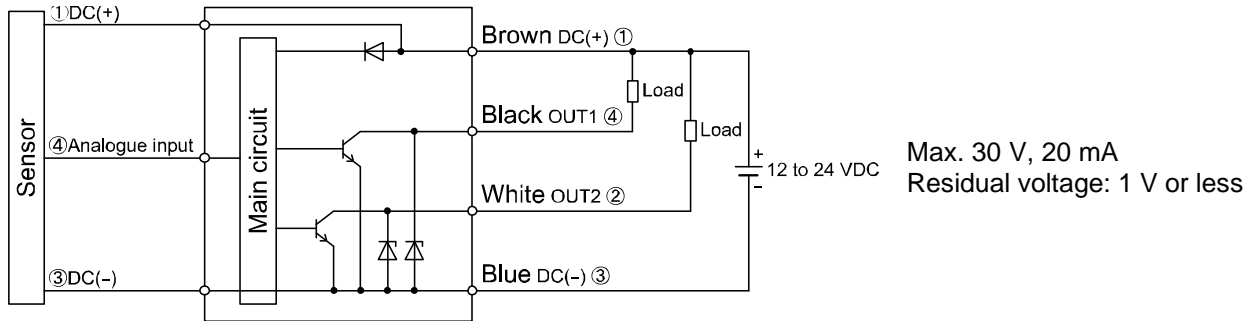 ①DC(+)
Brown DC(+) ①
Load
Black OUT1 ④
Load
Sensor
④Analogue input
Main circuit
+
12 to 24 VDC
-
Max. 30 V, 20 mA
Residual voltage: 1 V or less
White OUT2 ②
③DC(-)
Blue DC(-) ③